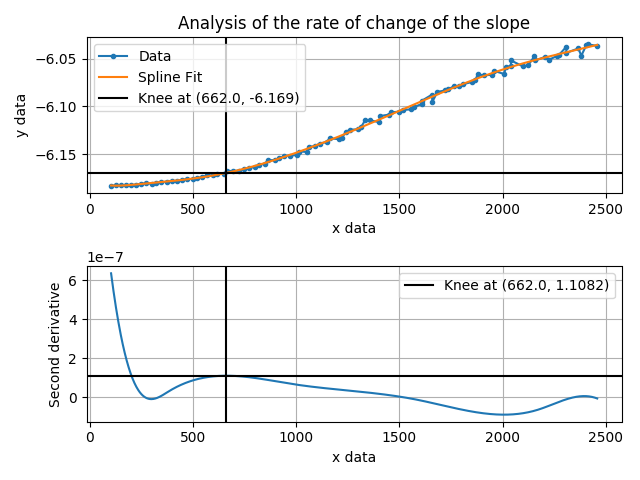 Analysis of the rate of change of the slope
Data
Spline Fit
Knee at (662.0, -6.169)
y data
−6.05
−6.10
−6.15
0 500 1000 1500 2000 2500
x data
1e−7
Knee at (662.0, 1.1082)
Second derivative
6
4
2
0
0 500 1000 1500 2000 2500
x data